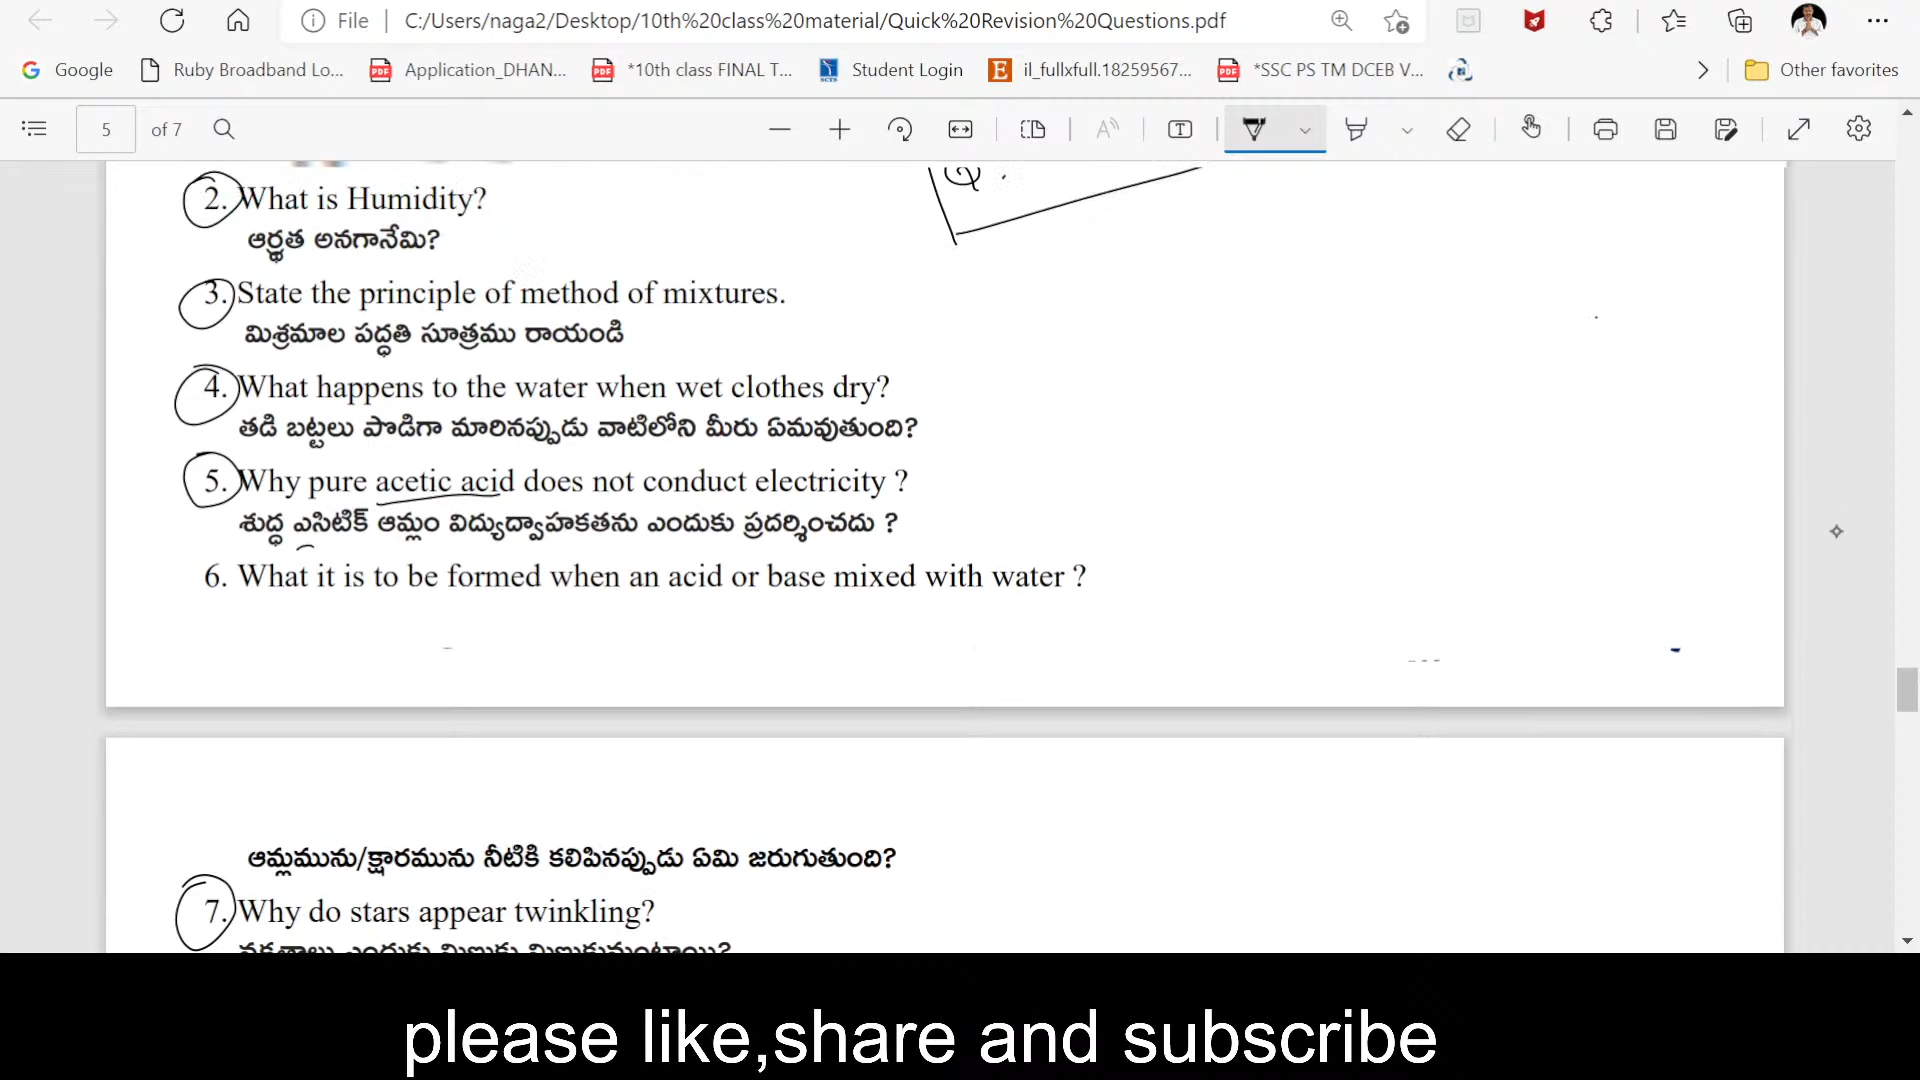 File C:/Users/naga2/Desktop/10th%20class%20material/Quick%20Revision%20Questions.pdf
Google Ruby Broadband Lo... Application_DHAN... *10th class FINAL T... Student Login il_fullxfull.18259567... *SSC PS TM DCEB V... Other favorites
5 of 7
2. What is Humidity?
ఆర్ధ్రత అనగానేమి?
3. State the principle of method of mixtures.
మిశ్రమాల పద్ధతి సూత్రము రాయండి
4. What happens to the water when wet clothes dry?
తడి బట్టలు పొడిగా మారినప్పుడు వాటిలోని మీరు ఏమవుతుంది?
5. Why pure acetic acid does not conduct electricity ?
శుద్ధ ఎసిటిక్ ఆమ్లం విద్యుద్వాహకతను ఎందుకు ప్రదర్శించదు ?
6. What it is to be formed when an acid or base mixed with water ?
ఆమ్లమును/క్షారమును నీటికి కలిపినప్పుడు ఏమి జరుగుతుంది?
7. Why do stars appear twinkling?
please like,share and subscribe